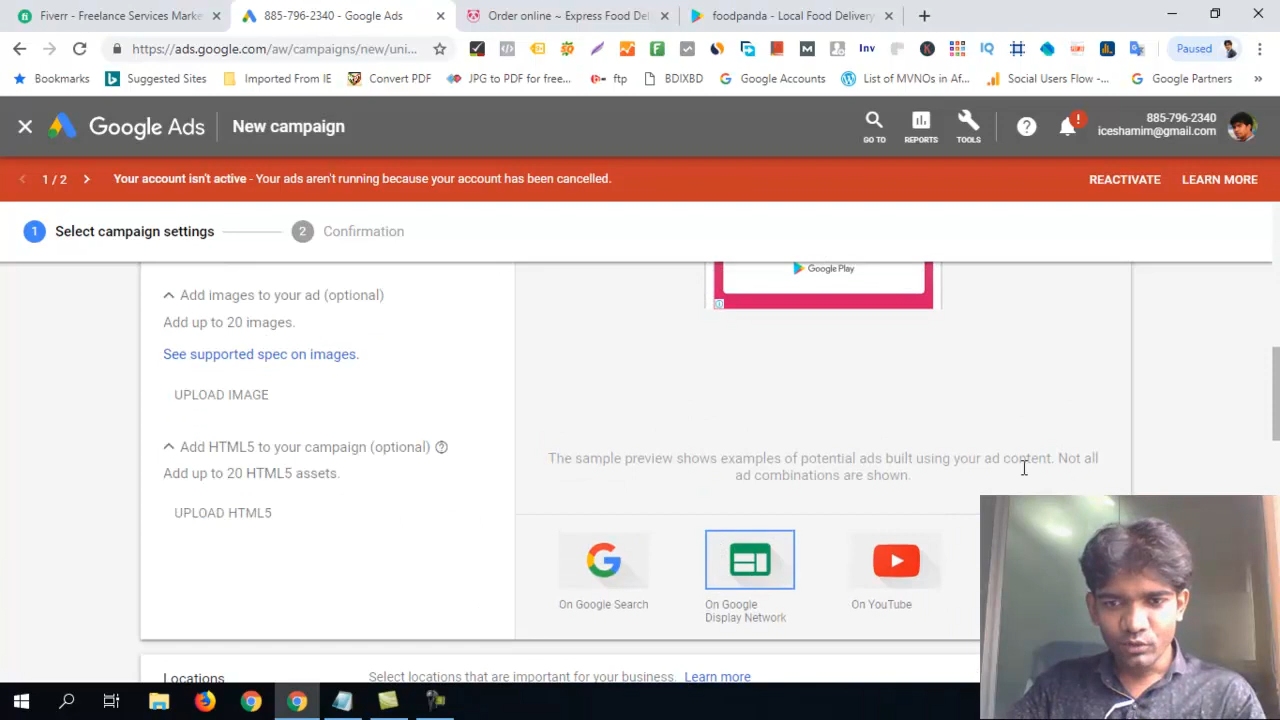 Fiverr - Freelance Services Marke
885-796-2340 - Google Ads
Order online ~ Express Food Del
foodpanda - Local Food Delivery
https://ads.google.com/aw/campaigns/new/uni...
Inv
IQ
Paused
Bookmarks
Suggested Sites
Imported From IE
Convert PDF
JPG to PDF for free...
ftp
BDIXBD
Google Accounts
List of MVNOs in Af...
Social Users Flow -...
Google Partners
Google Ads
New campaign
GO TO
REPORTS
TOOLS
885-796-2340
iceshamim@gmail.com
1 / 2
Your account isn't active - Your ads aren't running because your account has been cancelled.
REACTIVATE
LEARN MORE
1 Select campaign settings
2 Confirmation
Google Play
Add images to your ad (optional)
Add up to 20 images.
See supported spec on images.
UPLOAD IMAGE
Add HTML5 to your campaign (optional)
Add up to 20 HTML5 assets.
UPLOAD HTML5
The sample preview shows examples of potential ads built using your ad content. Not all
ad combinations are shown.
On Google Search
On Google
Display Network
On YouTube
Locations
Select locations that are important for your business. Learn more